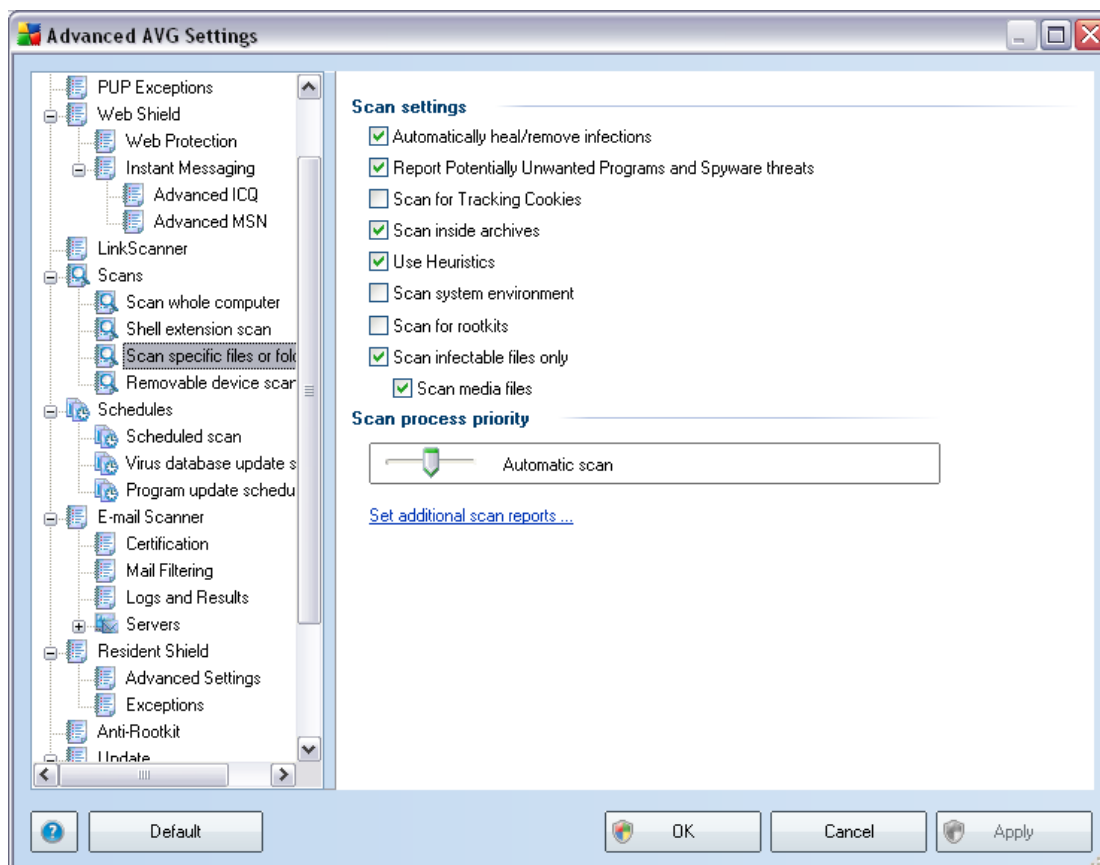 Advanced AVG Settings
PUP Exceptions
Web Shield
Web Protection
Instant Messaging
Advanced ICQ
Advanced MSN
LinkScanner
Scans
Scan whole computer
Shell extension scan
Scan specific files or fold
Removable device scan
Schedules
Scheduled scan
Virus database update s
Program update schedu
E-mail Scanner
Certification
Mail Filtering
Logs and Results
Servers
Resident Shield
Advanced Settings
Exceptions
Anti-Rootkit
Update
Scan settings
Automatically heal/remove infections
Report Potentially Unwanted Programs and Spyware threats
Scan for Tracking Cookies
Scan inside archives
Use Heuristics
Scan system environment
Scan for rootkits
Scan infectable files only
Scan media files
Scan process priority
Automatic scan
Set additional scan reports ...
Default
OK
Cancel
Apply